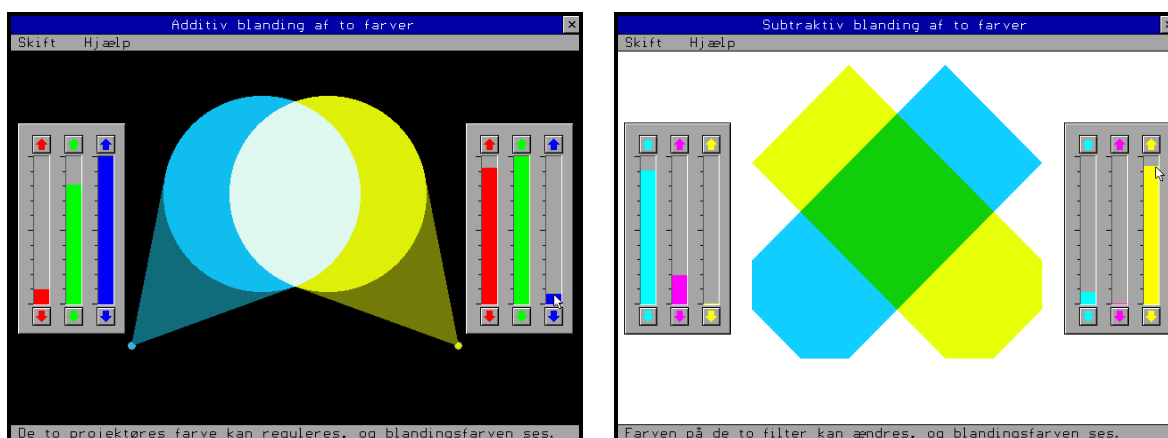 Additiv blanding af to farver
Skift Hjælp
De to projektøres farve kan reguleres, og blandingsfarven ses.
Subtraktiv blanding af to farver
Skift Hjælp
Farven på de to filter kan ændres, og blandingsfarven ses.